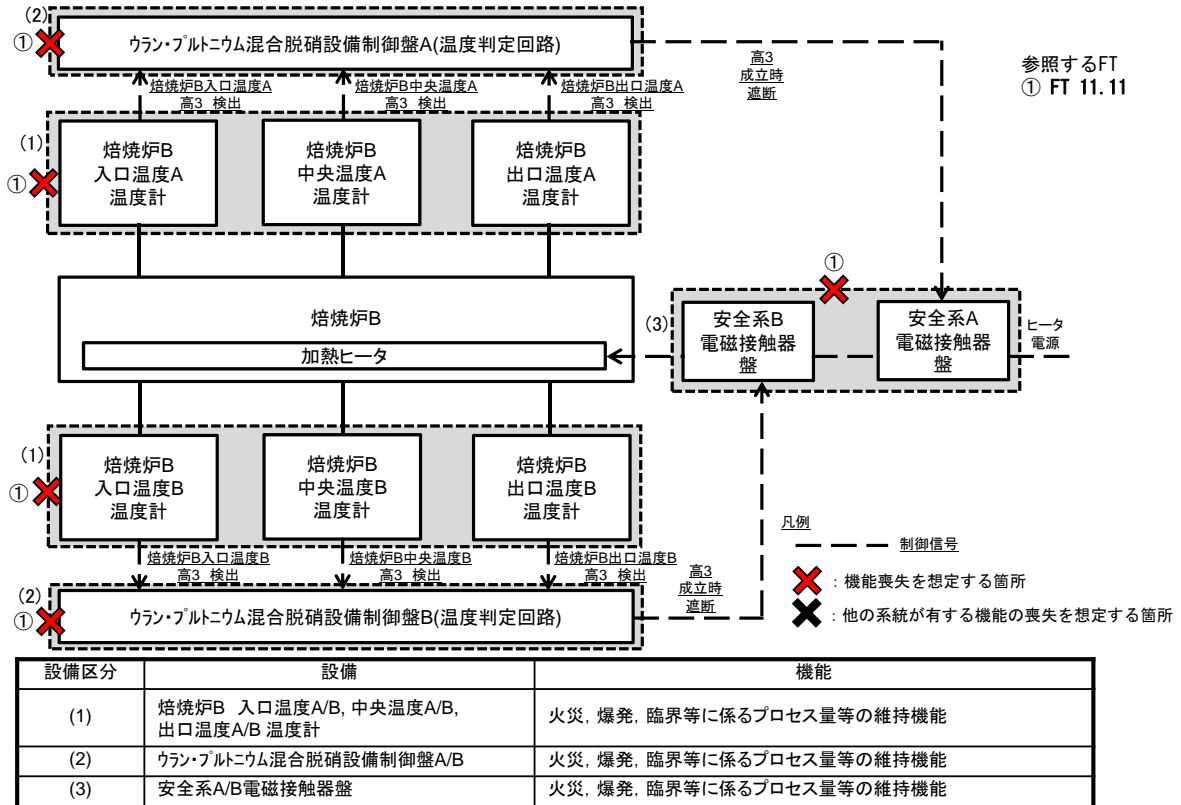 (2)
①
ウラン・プルトニウム混合脱硝設備制御盤A(温度判定回路)
高3
成立時
遮断
参照するFT
① FT 11.11
焙焼炉B入口温度A
高3 検出
焙焼炉B中央温度A
高3 検出
焙焼炉B出口温度A
高3 検出
(1)
①
焙焼炉B
入口温度A
温度計
焙焼炉B
中央温度A
温度計
焙焼炉B
出口温度A
温度計
①
焙焼炉B
加熱ヒータ
(3)
安全系B
電磁接触器
盤
安全系A
電磁接触器
盤
ヒータ
電源
(1)
①
焙焼炉B
入口温度B
温度計
焙焼炉B
中央温度B
温度計
焙焼炉B
出口温度B
温度計
焙焼炉B入口温度B
高3 検出
焙焼炉B中央温度B
高3 検出
焙焼炉B出口温度B
高3 検出
(2)
①
ウラン・プルトニウム混合脱硝設備制御盤B(温度判定回路)
高3
成立時
遮断
凡例
制御信号
：機能喪失を想定する箇所
：他の系統が有する機能の喪失を想定する箇所
設備区分 設備 機能
(1) 焙焼炉B 入口温度A/B, 中央温度A/B,
出口温度A/B 温度計 火災, 爆発, 臨界等に係るプロセス量等の維持機能
(2) ウラン・プルトニウム混合脱硝設備制御盤A/B 火災, 爆発, 臨界等に係るプロセス量等の維持機能
(3) 安全系A/B電磁接触器盤 火災, 爆発, 臨界等に係るプロセス量等の維持機能